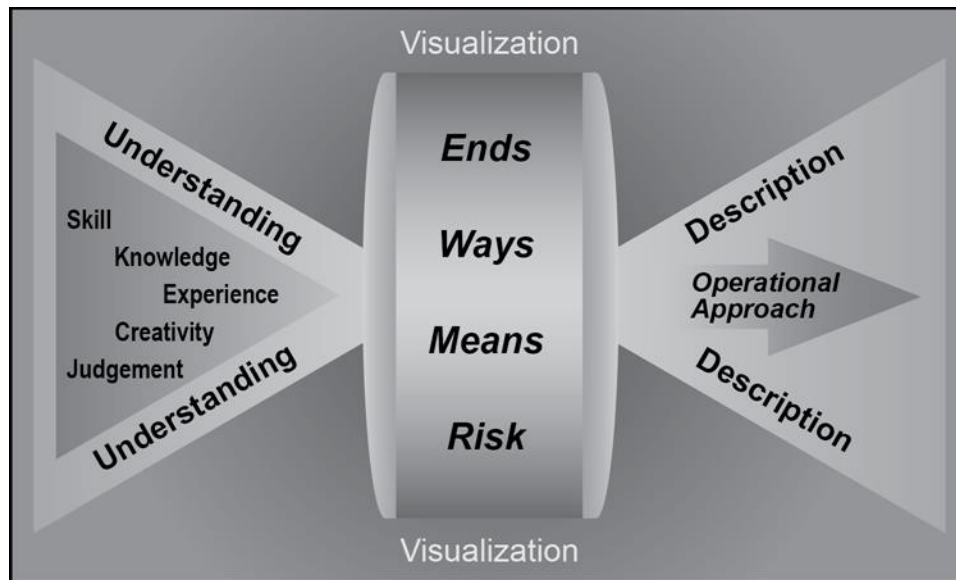 Visualization
Understanding
Skill
Knowledge
Experience
Creativity
Judgement
Understanding
Ends
Ways
Means
Risk
Description
Operational
Approach
Description
Visualization